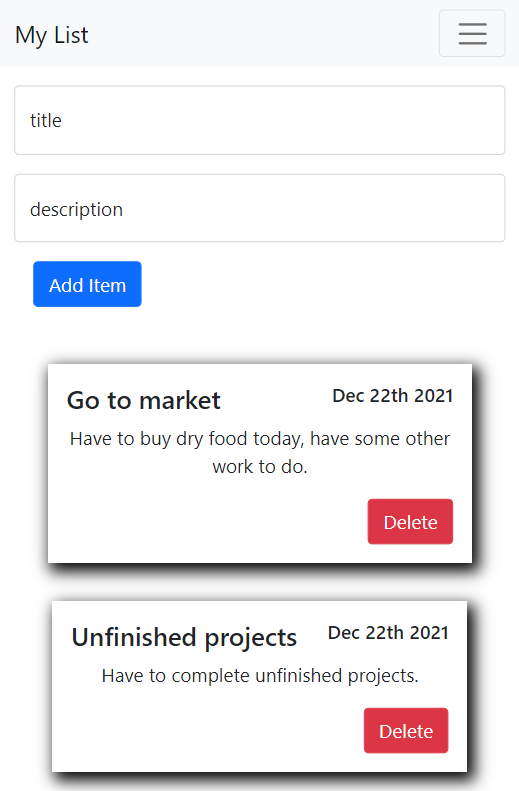 My List
title
description
Add Item
Go to market
Dec 22th 2021
Have to buy dry food today, have some other
work to do.
Delete
Unfinished projects
Dec 22th 2021
Have to complete unfinished projects.
Delete